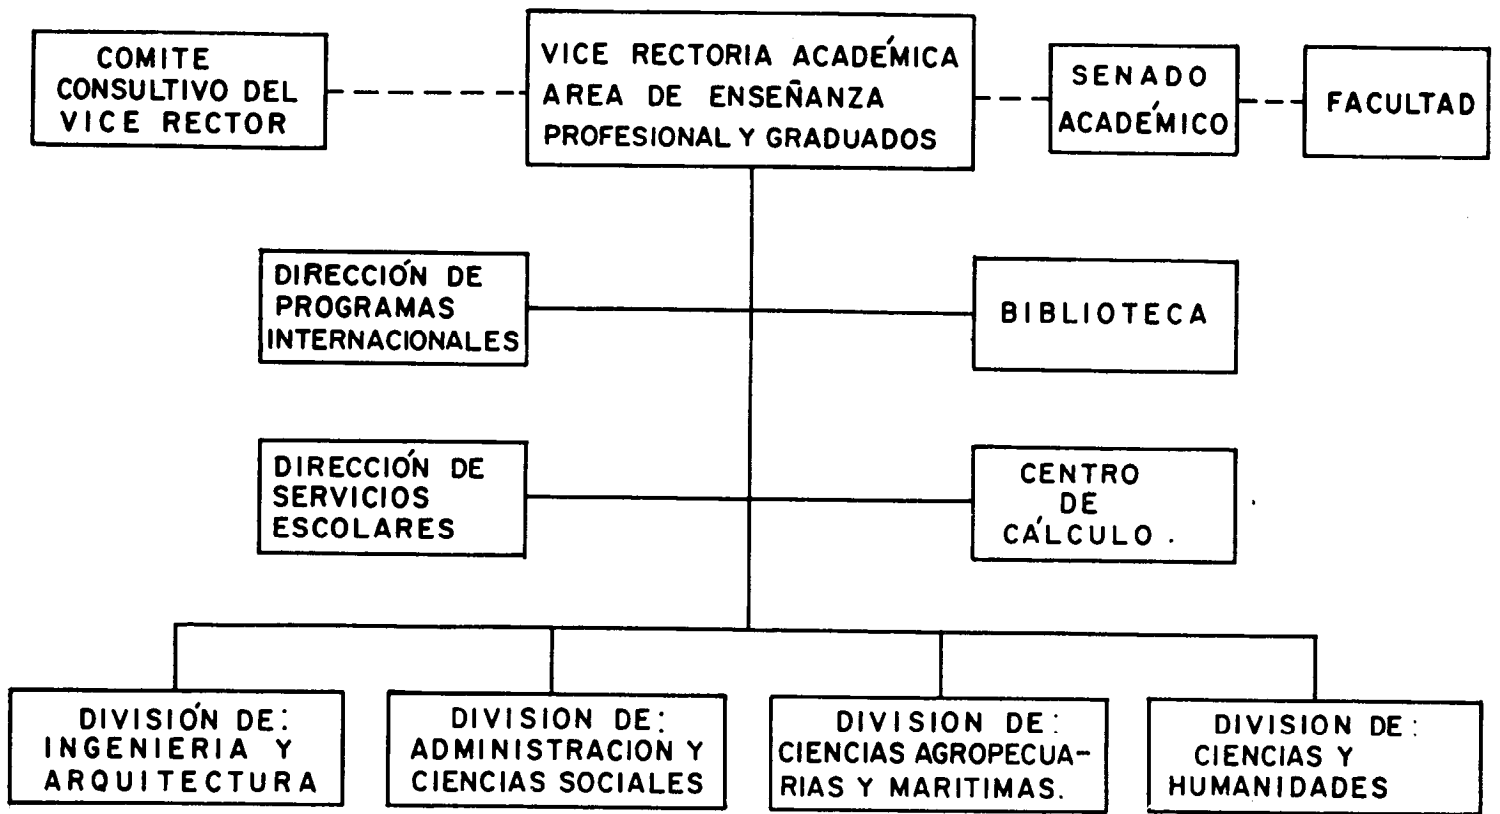 COMITE
CONSULTIVO DEL
VICE RECTOR
VICE RECTORIA ACADÉMICA
AREA DE ENSEÑANZA
PROFESIONAL Y GRADUADOS
SENADO
ACADÉMICO
FACULTAD
DIRECCIÓN DE
PROGRAMAS
INTERNACIONALES
BIBLIOTECA
DIRECCIÓN DE
SERVICIOS
ESCOLARES
CENTRO
DE
CÁLCULO.
DIVISIÓN DE:
INGENIERIA Y
ARQUITECTURA
DIVISION DE:
ADMINISTRACION Y
CIENCIAS SOCIALES
DIVISION DE:
CIENCIAS AGROPECUA-
RIAS Y MARITIMAS.
DIVISION DE:
CIENCIAS Y
HUMANIDADES